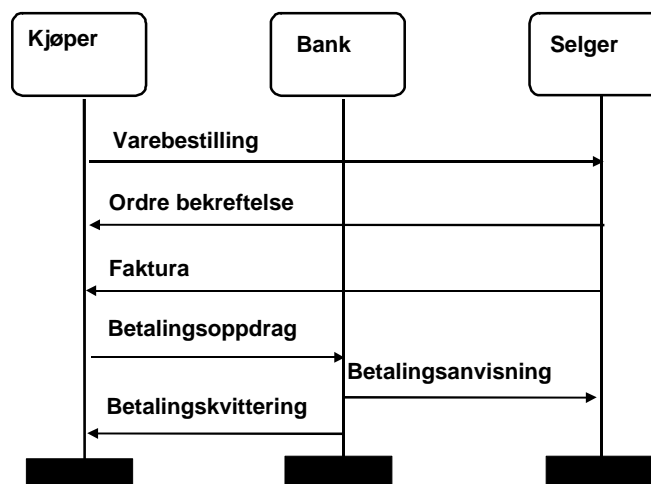 Kjøper
Bank
Selger
Varebestilling
Ordre bekreftelse
Faktura
Betalingsoppdrag
Betalingsanvisning
Betalingskvittering